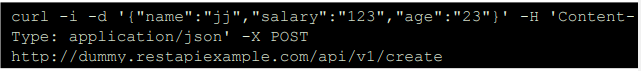 curl -i -d '{"name":"jj","salary":"123","age":"23"}' -H 'Content-
Type: application/json' -X POST
http://dummy.restapiexample.com/api/v1/create